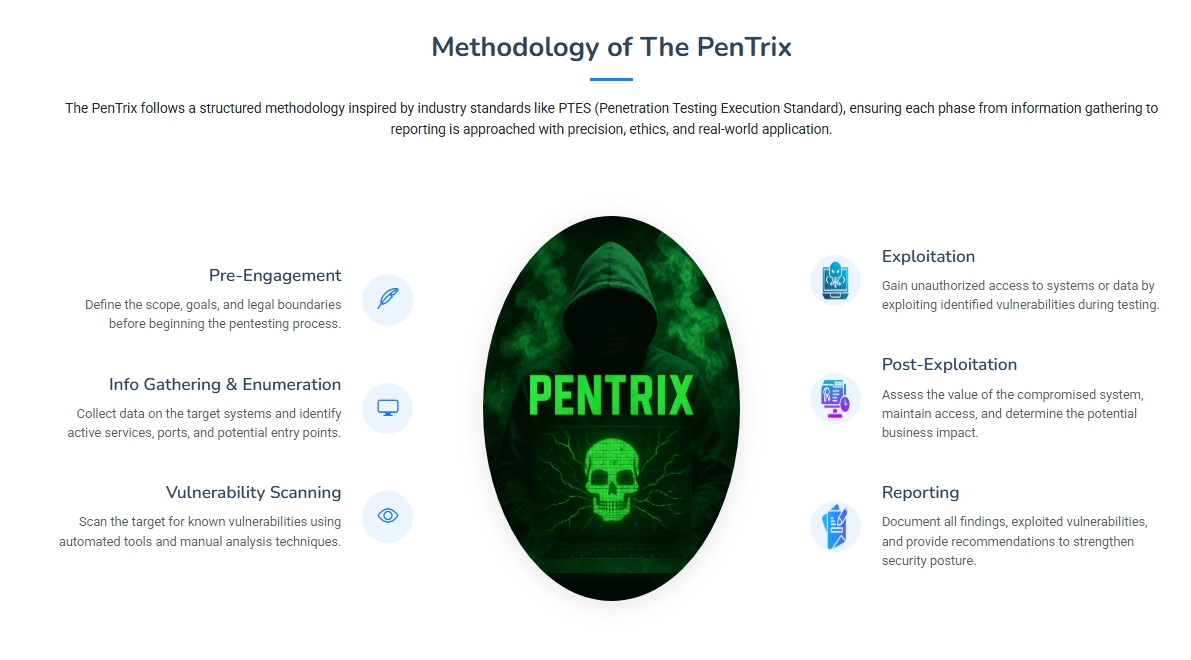 Methodology of The PenTrix
The PenTrix follows a structured methodology inspired by industry standards like PTES (Penetration Testing Execution Standard), ensuring each phase from information gathering to
reporting is approached with precision, ethics, and real-world application.
Pre-Engagement
Define the scope, goals, and legal boundaries
before beginning the pentesting process.
Info Gathering & Enumeration
Collect data on the target systems and identify
active services, ports, and potential entry points.
Vulnerability Scanning
Scan the target for known vulnerabilities using
automated tools and manual analysis techniques.
PENTRIX
Exploitation
Gain unauthorized access to systems or data by
exploiting identified vulnerabilities during testing.
Post-Exploitation
Assess the value of the compromised system,
maintain access, and determine the potential
business impact.
Reporting
Document all findings, exploited vulnerabilities,
and provide recommendations to strengthen
security posture.